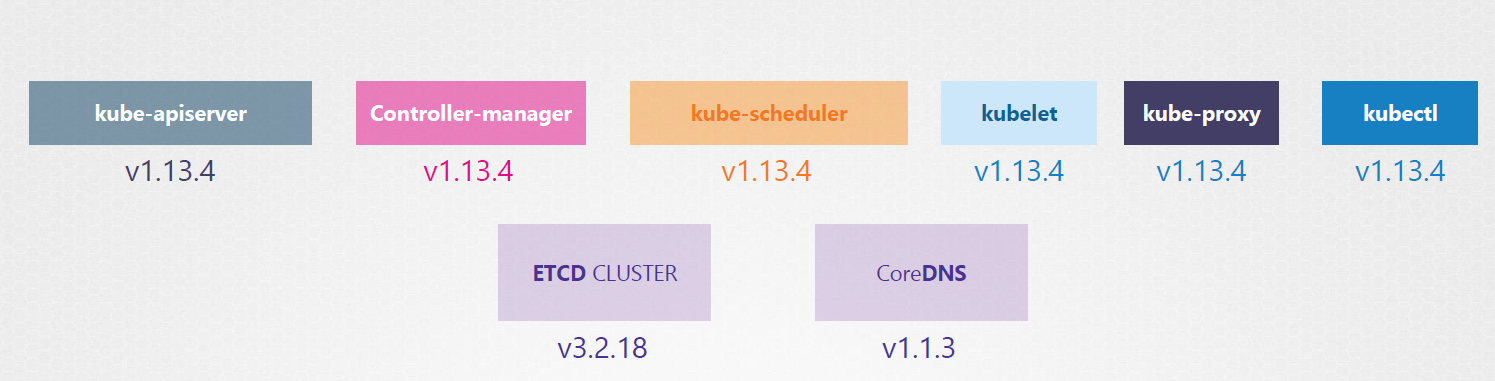 kube-apiserver
Controller-manager
kube-scheduler
kubelet
kube-proxy
kubectl
v1.13.4
v1.13.4
v1.13.4
v1.13.4
v1.13.4
v1.13.4
ETCD CLUSTER
CoreDNS
v3.2.18
v1.1.3